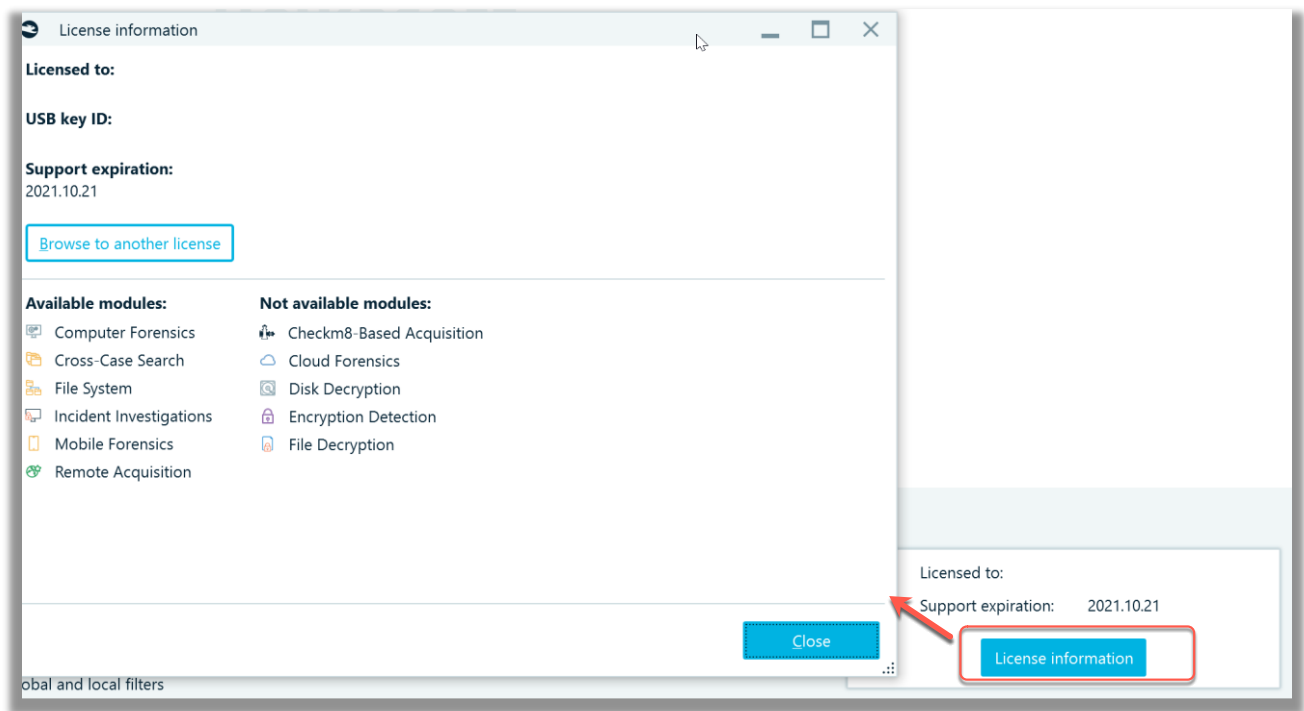 License information
Licensed to:
USB key ID:
Support expiration:
2021.10.21
Browse to another license
Available modules:
Computer Forensics
Cross-Case Search
File System
Incident Investigations
Mobile Forensics
Remote Acquisition
Not available modules:
Checkm8-Based Acquisition
Cloud Forensics
Disk Decryption
Encryption Detection
File Decryption
Close
obal and local filters
Licensed to:
Support expiration: 2021.10.21
License information